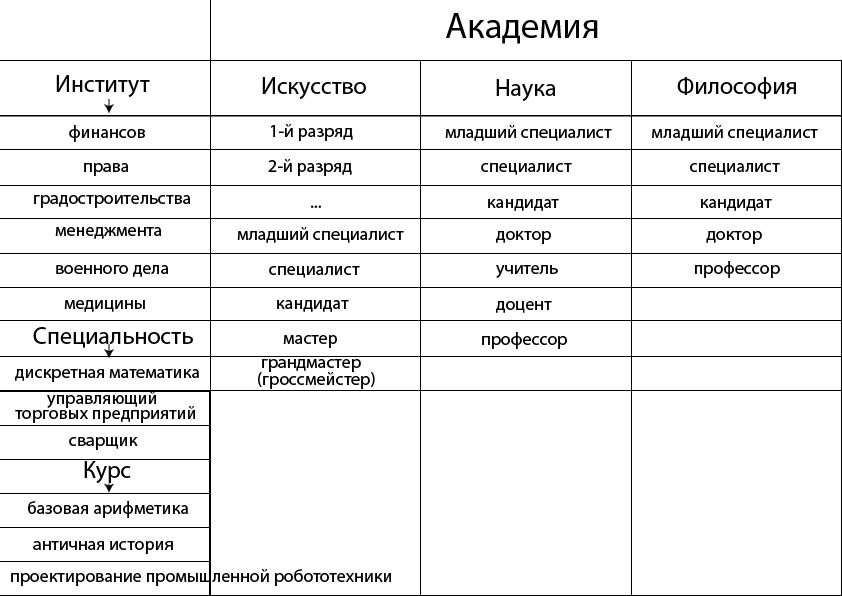 Академия
Институт
Искусство
Наука
Философия
финансов
1-й разряд
младший специалист
младший специалист
права
2-й разряд
специалист
специалист
градостроительства
...
кандидат
кандидат
менеджмента
младший специалист
доктор
доктор
военного дела
специалист
учитель
профессор
медицины
кандидат
доцент
Специальность
мастер
профессор
дискретная математика
грандмастер
(гроссмейстер)
управляющий
торговых предприятий
сварщик
Курс
базовая арифметика
античная история
проектирование промышленной робототехники